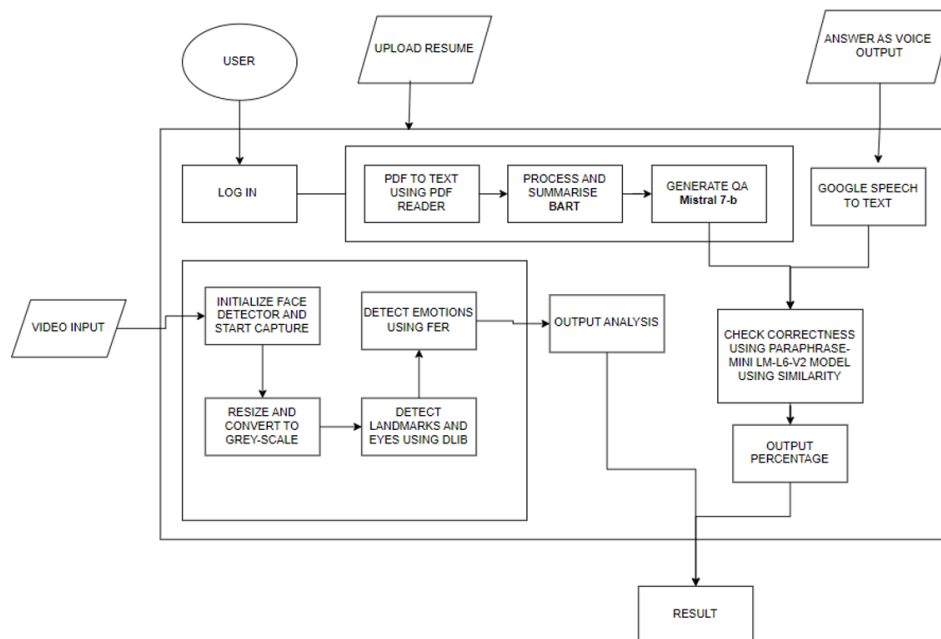 USER
UPLOAD RESUME
ANSWER AS VOICE
OUTPUT
LOG IN
PDF TO TEXT
USING PDF
READER
PROCESS AND
SUMMARISE
BART
GENERATE QA
Mistral 7-b
GOOGLE SPEECH
TO TEXT
VIDEO INPUT
INITIALIZE FACE
DETECTOR AND
START CAPTURE
DETECT EMOTIONS
USING FER
OUTPUT ANALYSIS
CHECK CORRECTNESS
USING PARAPHRASE-
MINI LM-L6-V2 MODEL
USING SIMILARITY
RESIZE AND
CONVERT TO
GREY-SCALE
DETECT
LANDMARKS AND
EYES USING DLIB
OUTPUT
PERCENTAGE
RESULT